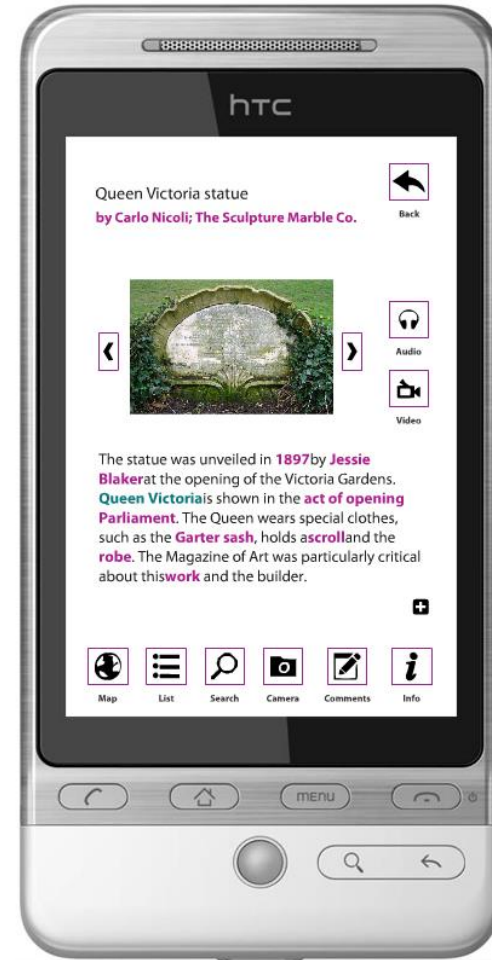 htc
Queen Victoria statue
by Carlo Nicoli; The Sculpture Marble Co.
Back
Audio
Video
The statue was unveiled in 1897by Jessie
Blakerat the opening of the Victoria Gardens.
Queen Victoriais shown in the act of opening
Parliament. The Queen wears special clothes,
such as the Garter sash, holds ascrolland the
robe. The Magazine of Art was particularly critical
about thiswork and the builder.
Map List Search Camera Comments Info
MENU